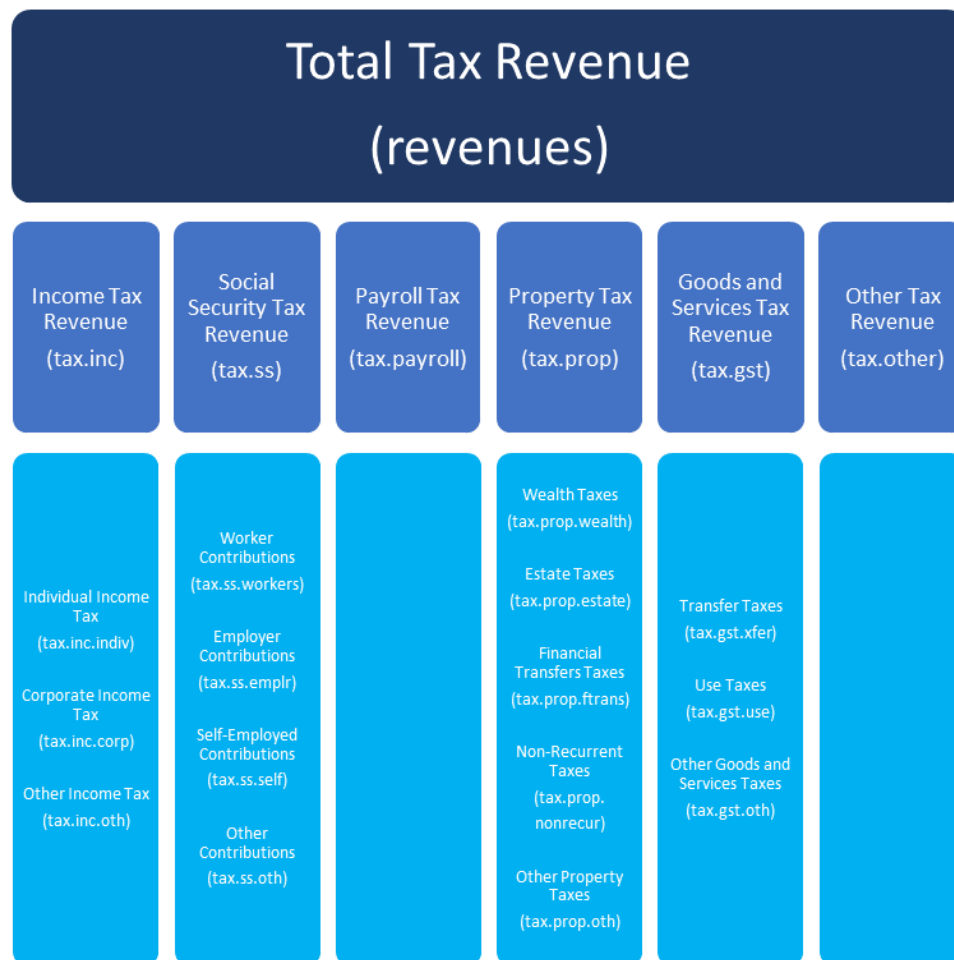 Total Tax Revenue
(revenues)
Income Tax
Revenue
(tax.inc)
Social
Security Tax
Revenue
(tax.ss)
Payroll Tax
Revenue
(tax.payroll)
Property Tax
Revenue
(tax.prop)
Goods and
Services Tax
Revenue
(tax.gst)
Other Tax
Revenue
(tax.other)
Individual Income
Tax
(tax.inc.indiv)
Corporate Income
Tax
(tax.inc.corp)
Other Income Tax
(tax.inc.oth)
Worker
Contributions
(tax.ss.workers)
Employer
Contributions
(tax.ss.emplr)
Self-Employed
Contributions
(tax.ss.self)
Other
Contributions
(tax.ss.oth)
Wealth Taxes
(tax.prop.wealth)
Estate Taxes
(tax.prop.estate)
Financial
Transfers Taxes
(tax.prop.ftrans)
Non-Recurrent
Taxes
(tax.prop.
nonrecur)
Other Property
Taxes
(tax.prop.oth)
Transfer Taxes
(tax.gst.xfer)
Use Taxes
(tax.gst.use)
Other Goods and
Services Taxes
(tax.gst.oth)